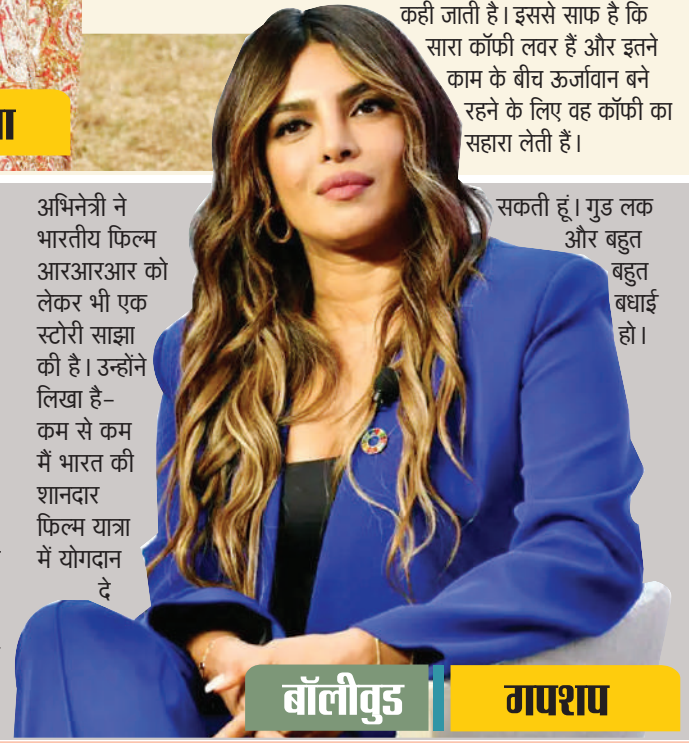 कही जाती है। इससे साफ है कि
सारा कॉफी लवर हैं और इतने
काम के बीच ऊर्जावान बने
रहने के लिए वह कॉफी का
सहारा लेती हैं।
अभिनेत्री ने
भारतीय फिल्म
आरआरआर को
लेकर भी एक
स्टोरी साझा
की है। उन्होंने
लिखा है-
कम से कम
मैं भारत की
शानदार
फिल्म यात्रा
में योगदान
दे
सकती हूं। गुड लक
और बहुत
बहुत
बधाई
हो।
बॉलीवुड
गपशप